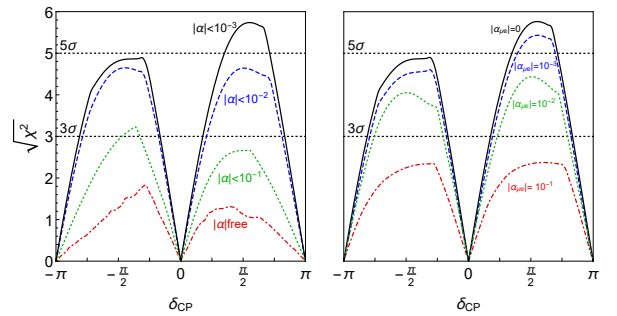 |α|<10⁻³
|αμe|=0
6
5σ
5σ
5
|αμe|=10⁻³
4
|α|<10⁻²
|αμe|=10⁻²
√χ²
3σ
3σ
3
|α|<10⁻¹
2
|αμe|= 10⁻¹
1
|α|free
0
−π −π/2 0 π/2 π
−π −π/2 0 π/2 π
δCP
δCP